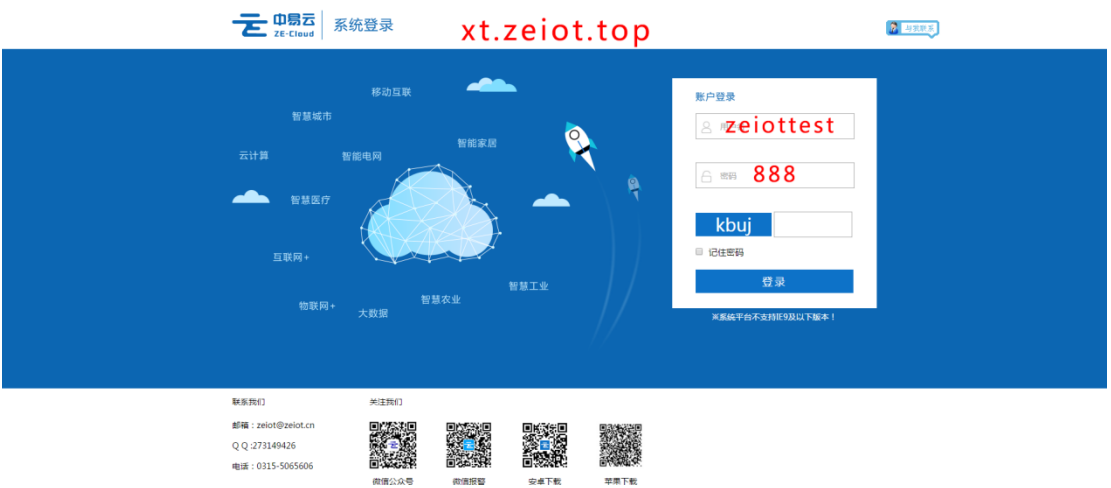 中易云
ZE-Cloud
系统登录
xt.zeiot.top
与我联系
移动互联
智慧城市
智能家居
云计算
智能电网
智慧医疗
互联网+
智慧工业
智慧农业
物联网+
大数据
账户登录
zeiottest
密码
888
kbuj
记住密码
登录
※系统平台不支持IE9及以下版本！
联系我们
关注我们
邮箱：zeiot@zeiot.cn
Q Q :273149426
电话：0315-5065606
微信公众号
微信报警
安卓下载
苹果下载